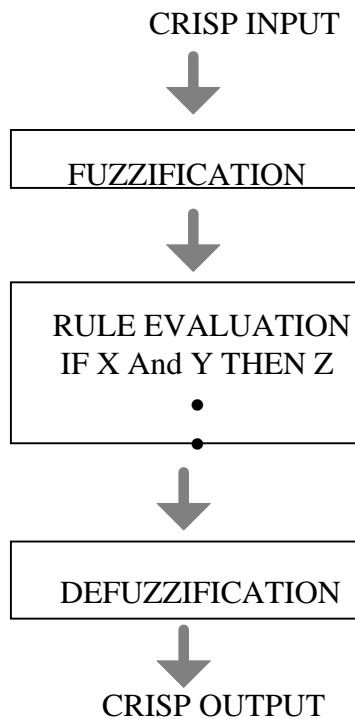 CRISP INPUT
FUZZIFICATION
RULE EVALUATION
IF X And Y THEN Z
•
•
DEFUZZIFICATION
CRISP OUTPUT